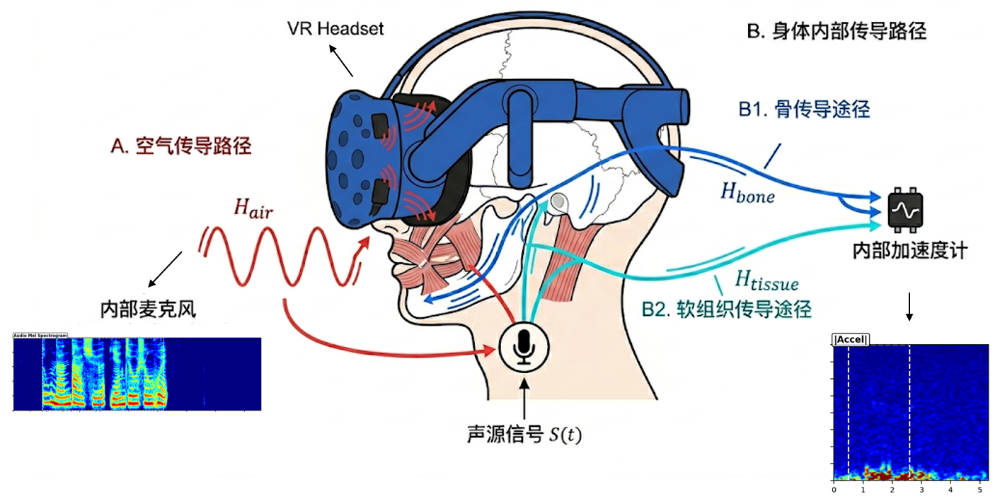 VR Headset
B. 身体内部传导路径
B1. 骨传导途径
A. 空气传导路径
H_air
H_bone
内部加速度计
H_tissue
B2. 软组织传导途径
内部麦克风
Audio Mel Spectrogram
|Accel|
声源信号 S(t)
0 1 2 3 4 5